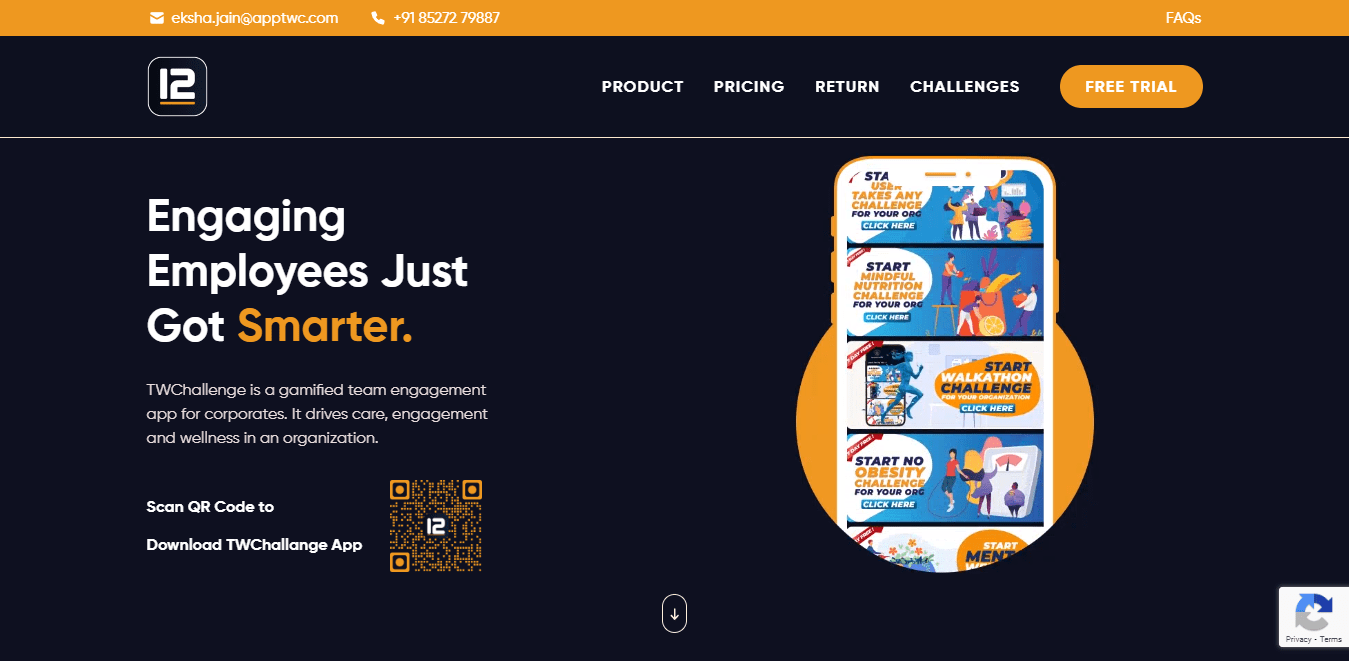 eksha.jain@apptwc.com +91 85272 79887 FAQs
12 PRODUCT PRICING RETURN CHALLENGES FREE TRIAL
Engaging
Employees Just
Got Smarter.
TWChallenge is a gamified team engagement
app for corporates. It drives care, engagement
and wellness in an organization.
Scan QR Code to
Download TWChallange App
12
USER
TAKES ANY
CHALLENGE
FOR YOUR ORG
CLICK HERE
START
MINDFUL
NUTRITION
CHALLENGE
FOR YOUR ORG
CLICK HERE
START
WALKATHON
CHALLENGE
FOR YOUR ORGANIZATION
CLICK HERE
START NO
OBESITY
CHALLENGE
FOR YOUR ORG
CLICK HERE
START
Privacy - Terms